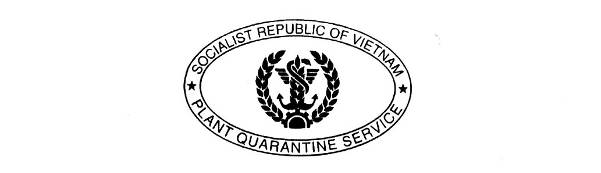 SOCIALIST REPUBLIC OF VIETNAM
PLANT QUARANTINE SERVICE